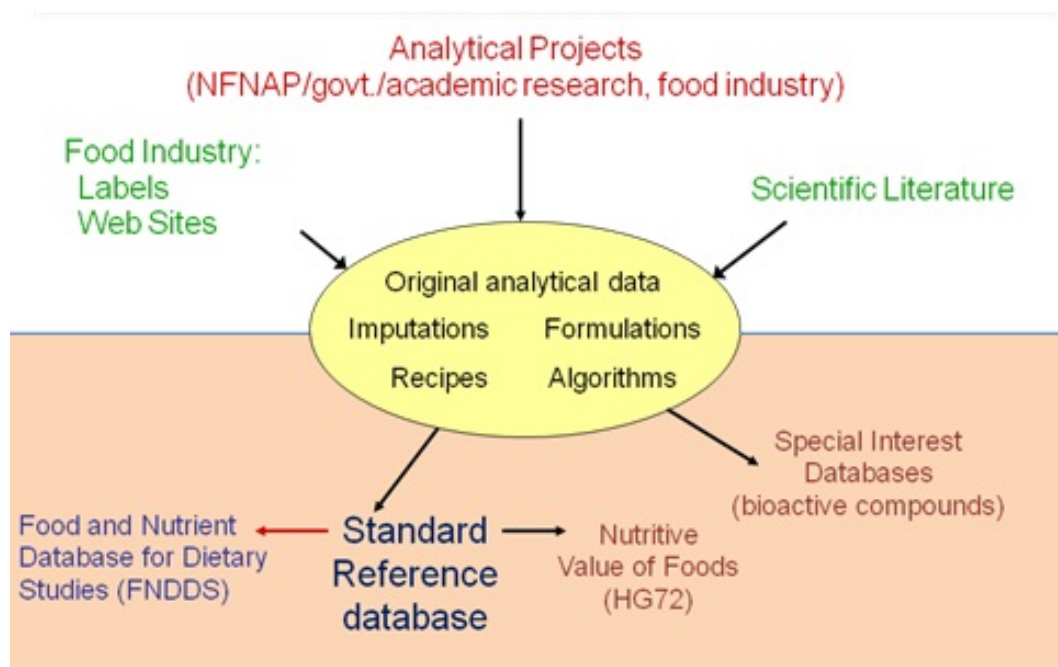 Analytical Projects
(NFNAP/govt./academic research, food industry)
Food Industry:
Labels
Web Sites
Scientific Literature
Original analytical data
Imputations Formulations
Recipes Algorithms
Special Interest
Databases
(bioactive compounds)
Food and Nutrient
Database for Dietary
Studies (FNDDS)
Standard
Reference
database
Nutritive
Value of Foods
(HG72)